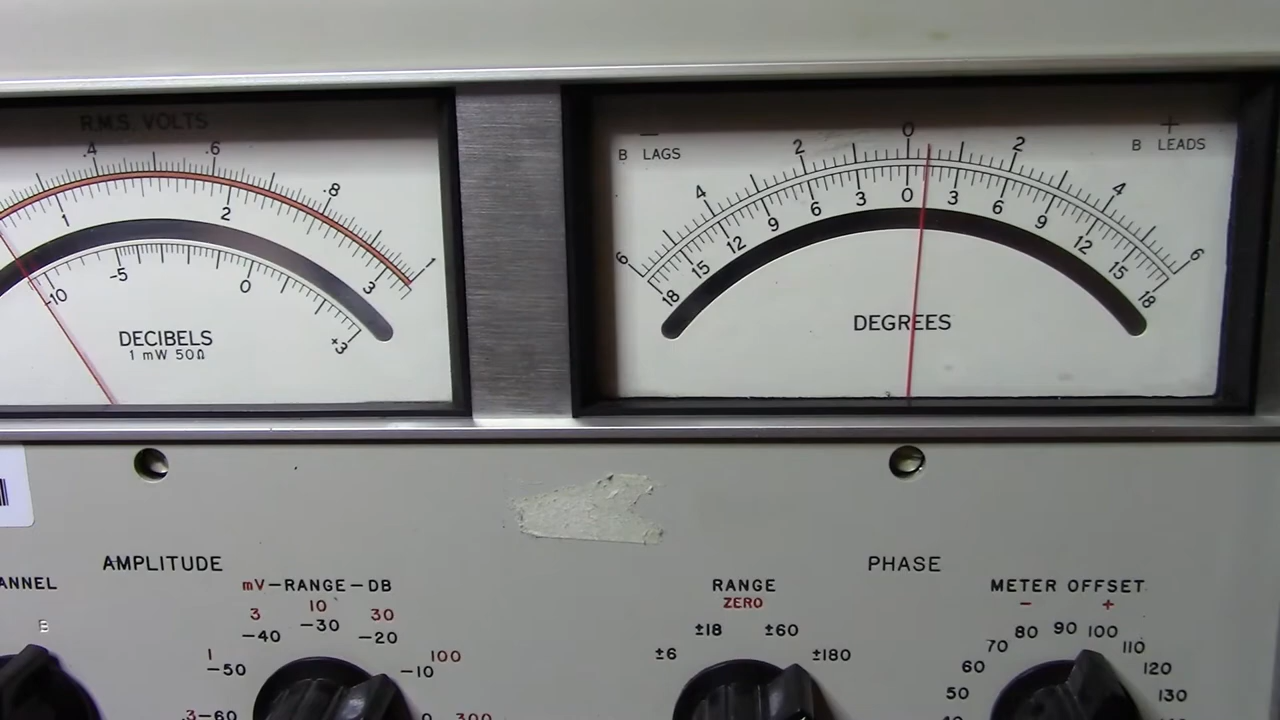 R.M.S. VOLTS
.4 .6 .8 1
1 2 3
-10 -5 0 +3
DECIBELS
1 mW 50Ω
− +
B LAGS B LEADS
6 4 2 0 2 4 6
18 15 12 9 6 3 0 3 6 9 12 15 18
DEGREES
AMPLITUDE
PHASE
B
mV-RANGE-DB
3 10 30
-40 -30 -20
1 100
-50 -10
-60 0 300
RANGE
ZERO
±18 ±60
±6 ±180
METER OFFSET
− +
50 60 70 80 90 100 110 120 130